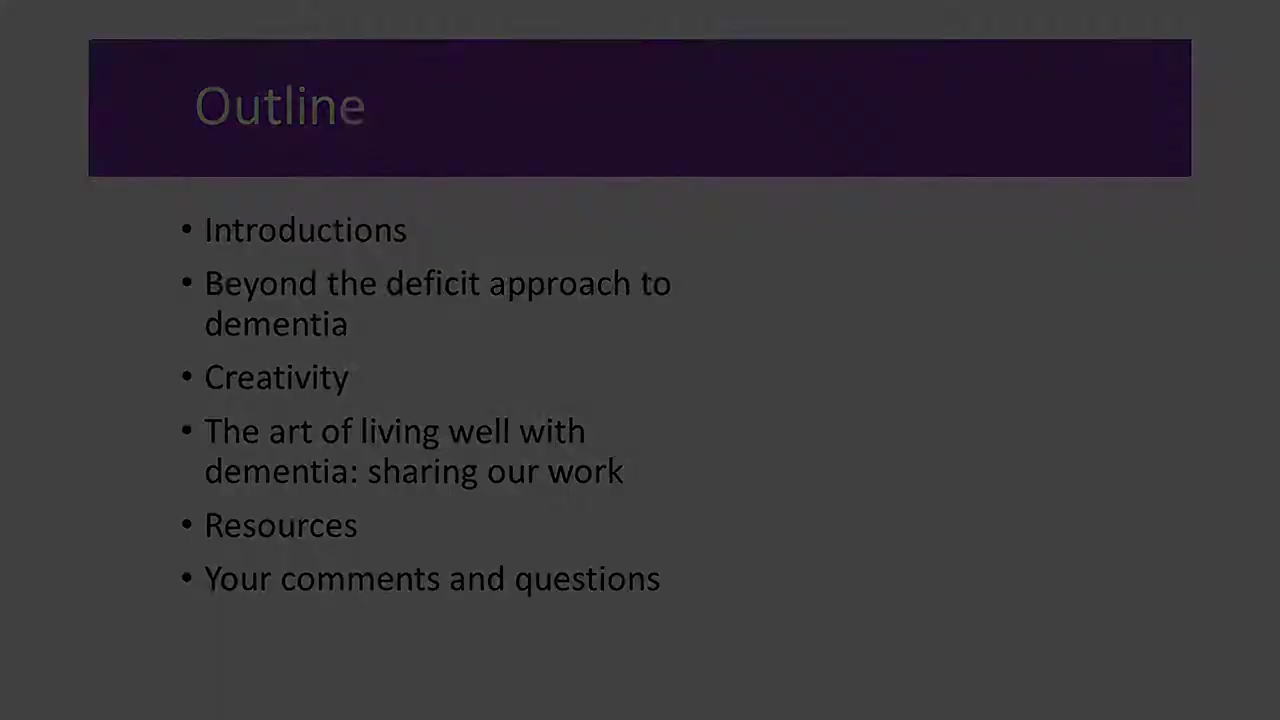 Outline
• Introductions
• Beyond the deficit approach to
dementia
• Creativity
• The art of living well with
dementia: sharing our work
• Resources
• Your comments and questions